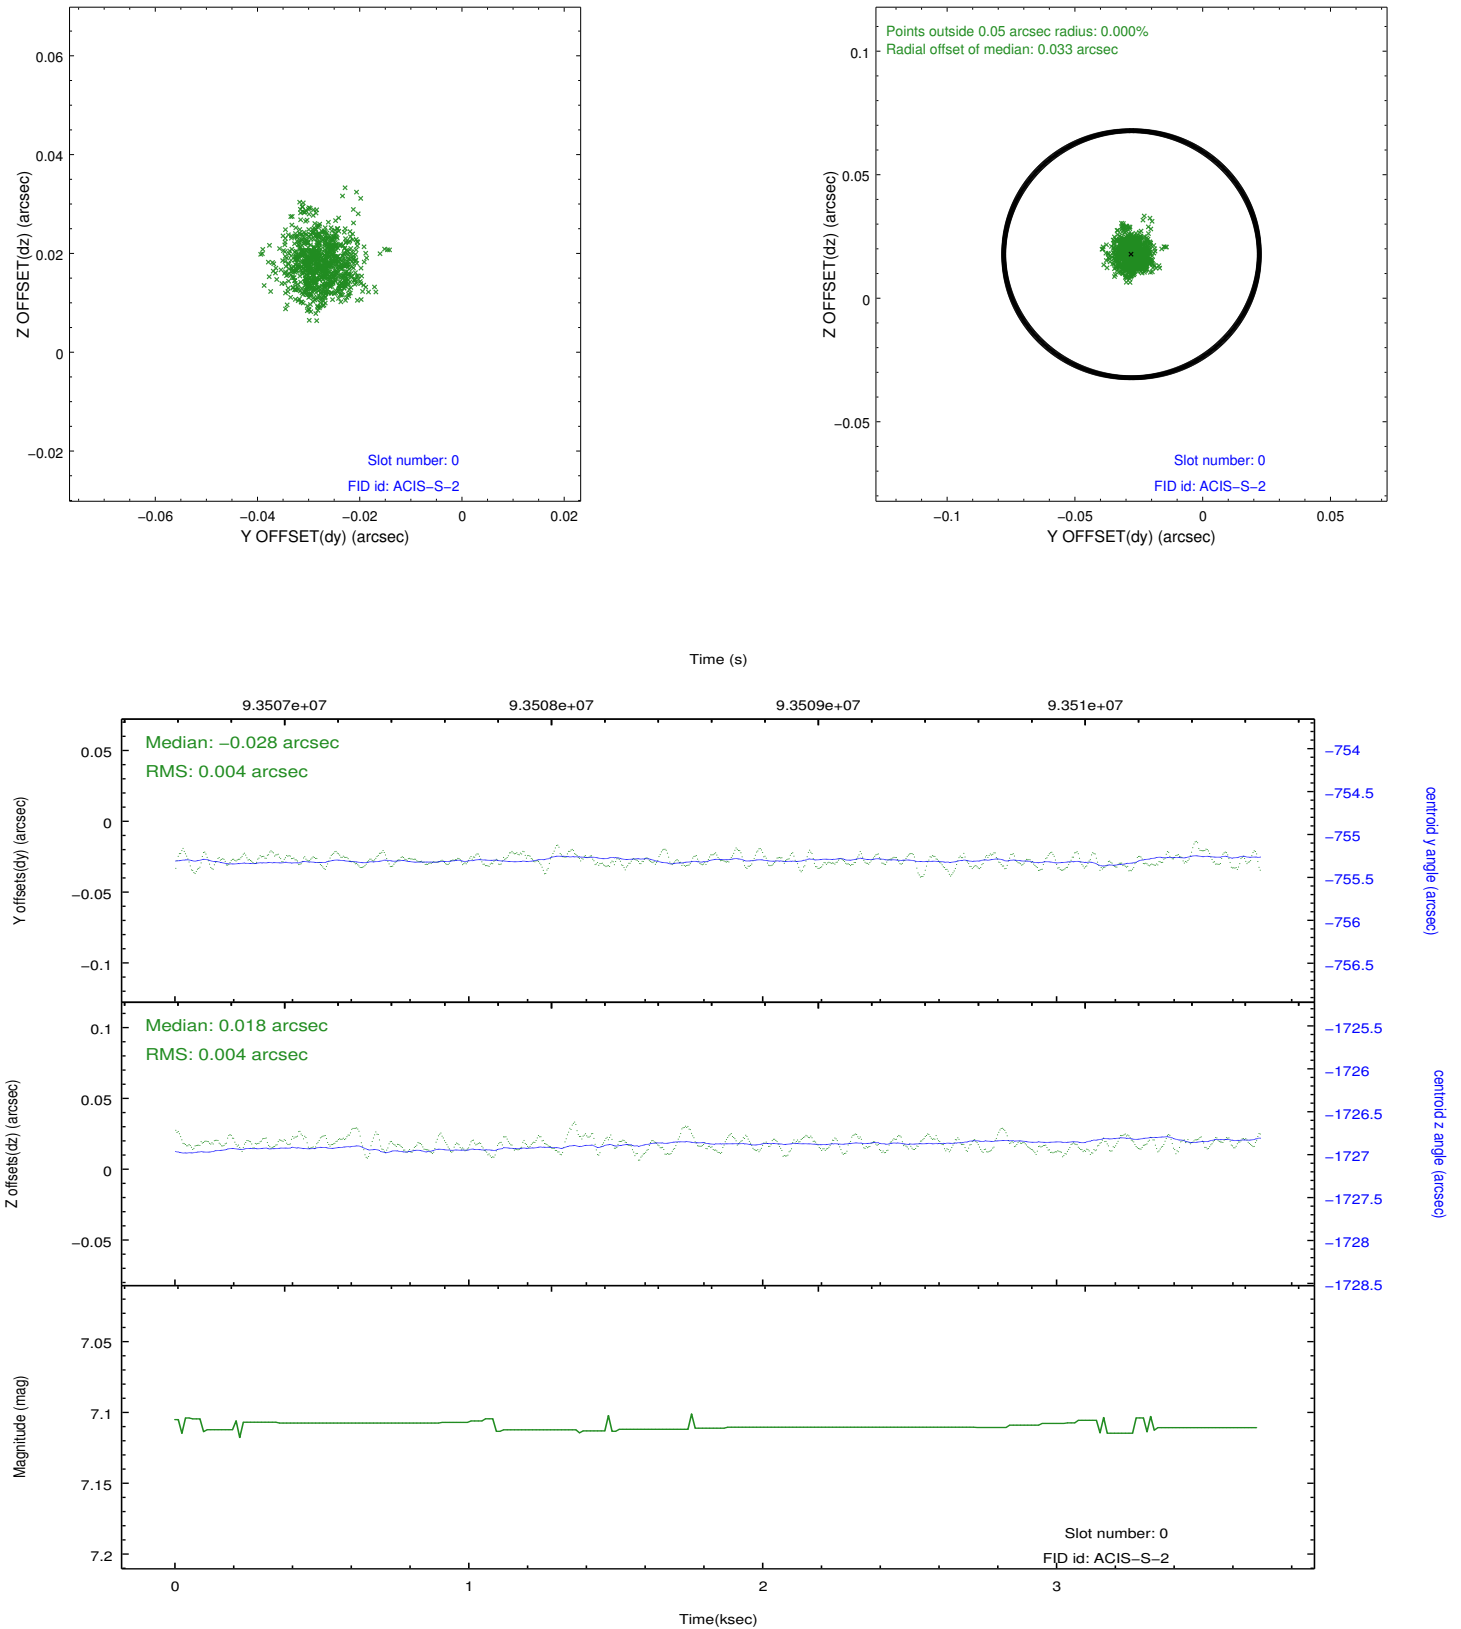 0.06
0.04
0.02
0
−0.02
Z OFFSET(dz) (arcsec)
Slot number: 0
FID id: ACIS−S−2
−0.06
−0.04
−0.02
0
0.02
Y OFFSET(dy) (arcsec)
Points outside 0.05 arcsec radius: 0.000%
Radial offset of median: 0.033 arcsec
0.1
0.05
0
−0.05
Z OFFSET(dz) (arcsec)
Slot number: 0
FID id: ACIS−S−2
−0.1
−0.05
0
0.05
Y OFFSET(dy) (arcsec)
Time (s)
9.3507e+07
9.3508e+07
9.3509e+07
9.351e+07
Median: −0.028 arcsec
RMS: 0.004 arcsec
0.05
0
−0.05
−0.1
Y offsets(dy) (arcsec)
−754
−754.5
−755
−755.5
−756
−756.5
centroid y angle (arcsec)
Median: 0.018 arcsec
RMS: 0.004 arcsec
0.1
0.05
0
−0.05
Z offsets(dz) (arcsec)
−1725.5
−1726
−1726.5
−1727
−1727.5
−1728
−1728.5
centroid z angle (arcsec)
7.05
7.1
7.15
7.2
Magnitude (mag)
Slot number: 0
FID id: ACIS−S−2
0
1
2
3
Time(ksec)